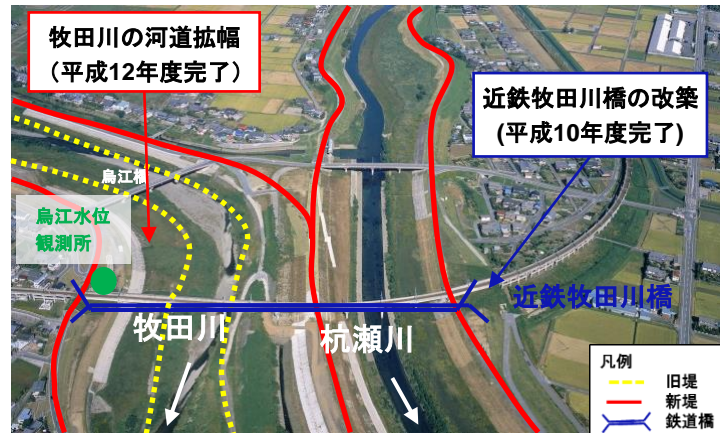 牧田川の河道拡幅
（平成12年度完了）
近鉄牧田川橋の改築
(平成10年度完了)
烏江橋
烏江水位
観測所
近鉄牧田川橋
牧田川
杭瀬川
凡例
旧堤
新堤
鉄道橋